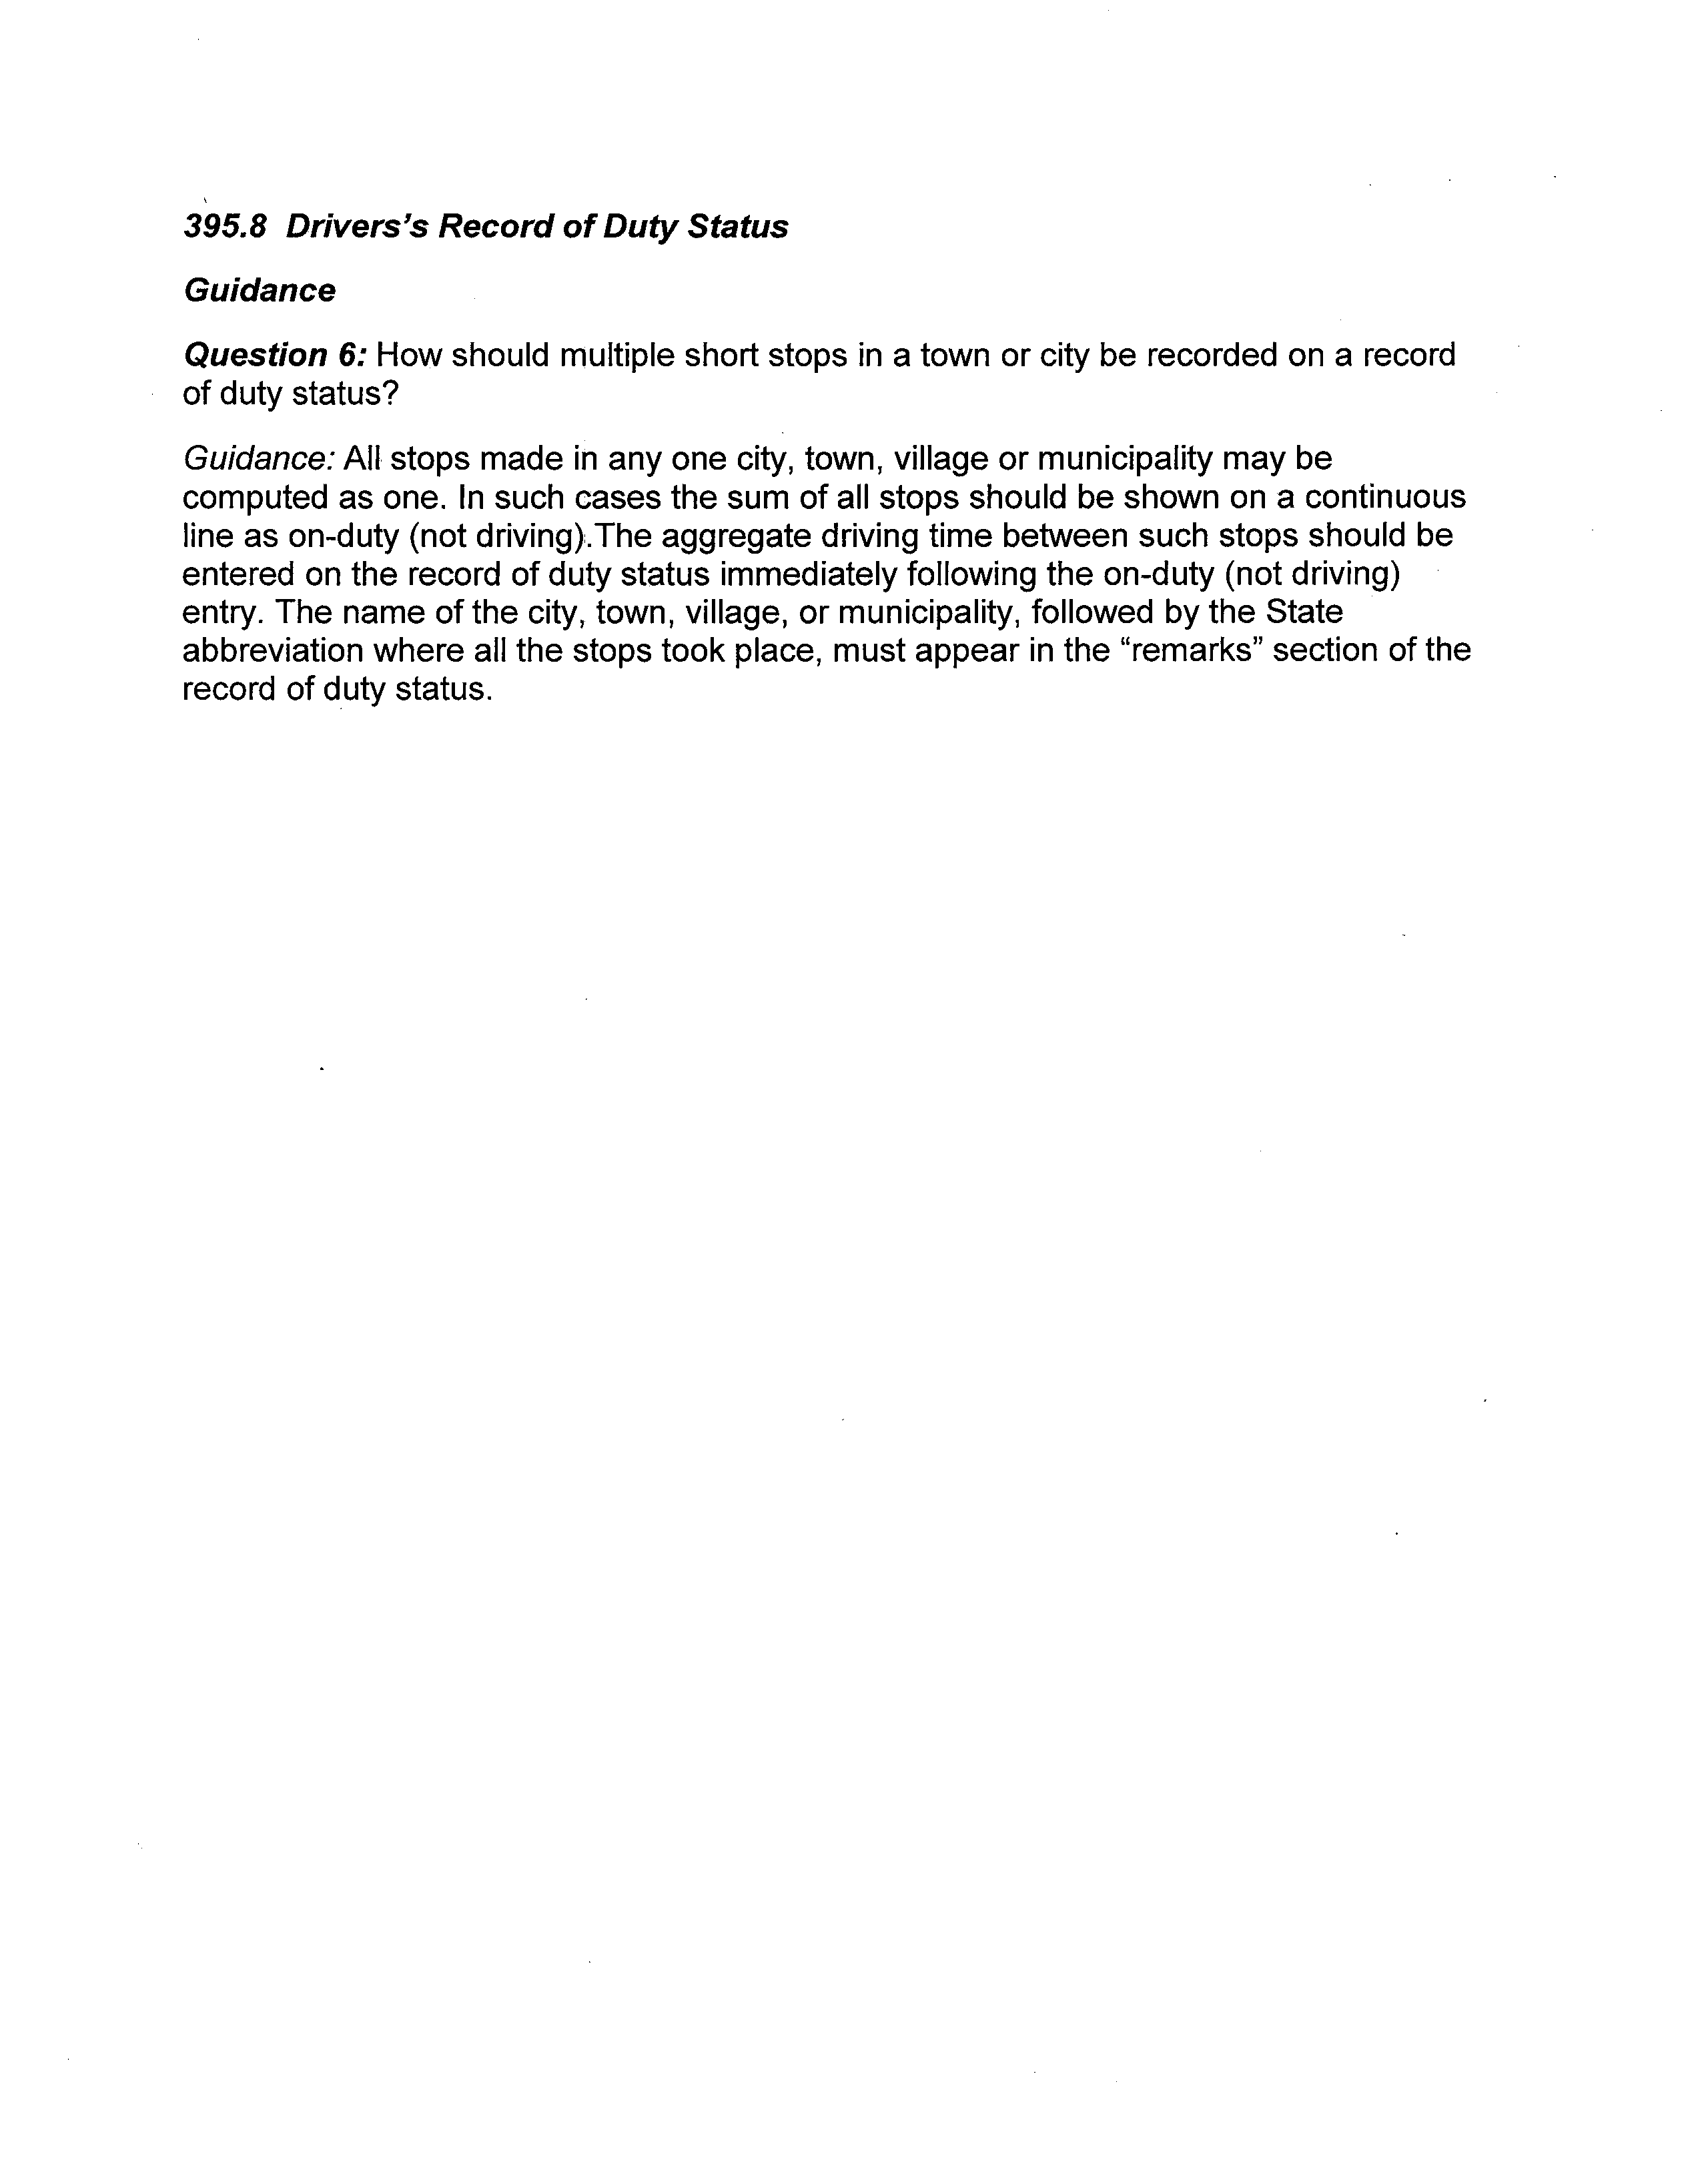 395.8 Drivers's Record of Duty Status
Guidance
Question 6: How should multiple short stops in a town or city be recorded on a record
of duty status?
Guidance: All stops made in any one city, town, village or municipality may be
computed as one. In such cases the sum of all stops should be shown on a continuous
line as on-duty (not driving).The aggregate driving time between such stops should be
entered on the record of duty status immediately following the on-duty (not driving)
entry. The name of the city, town, village, or municipality, followed by the State
abbreviation where all the stops took place, must appear in the “remarks” section of the
record of duty status.